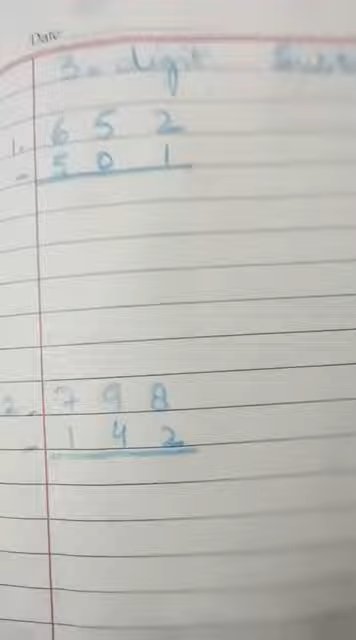 Date
3-digit
1. 6 5 2
- 5 0 1
2. 7 9 8
- 1 4 2